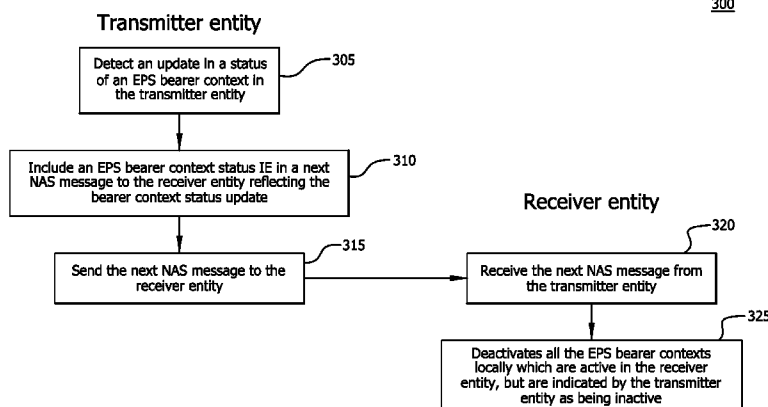 300
Transmitter entity
Detect an update in a status
of an EPS bearer context in
the transmitter entity
305
Include an EPS bearer context status IE in a next
NAS message to the receiver entity reflecting the
bearer context status update
310
Receiver entity
Send the next NAS message to the
receiver entity
315
Receive the next NAS message from
the transmitter entity
320
Deactivates all the EPS bearer contexts
locally which are active in the receiver
entity, but are indicated by the transmitter
entity as being inactive
325